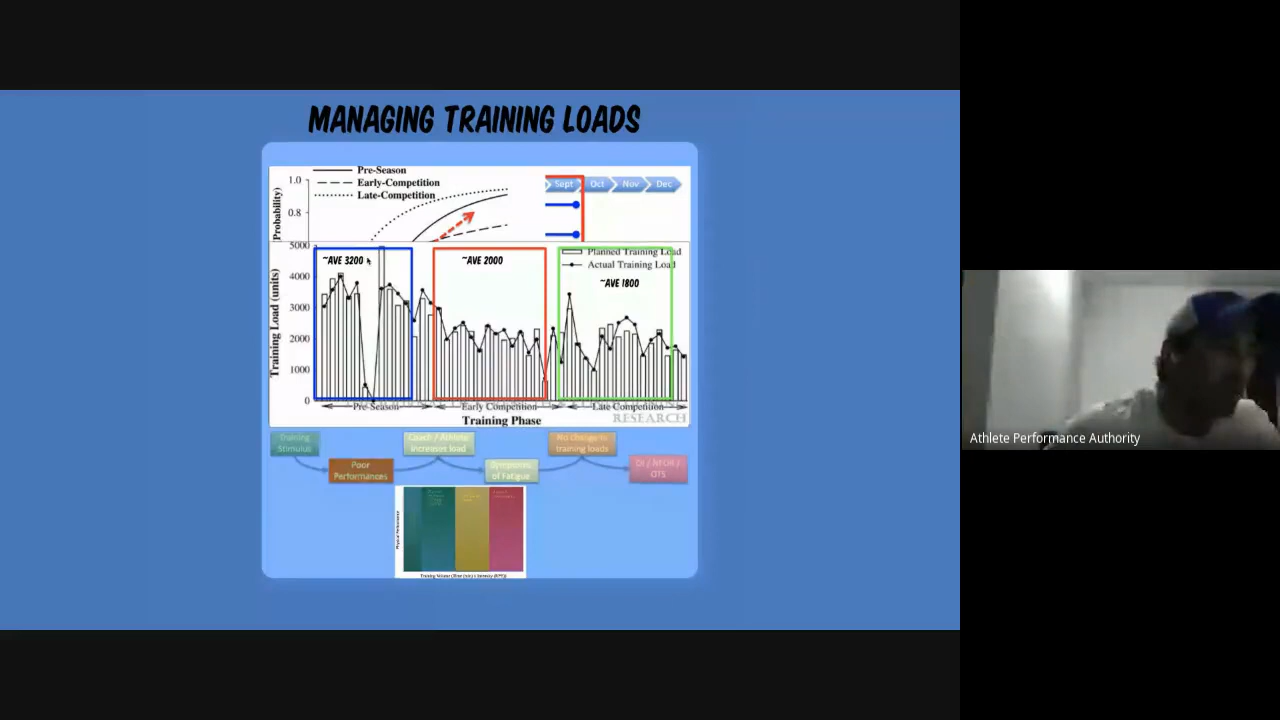 MANAGING TRAINING LOADS
Pre-Season
Early-Competition
Late-Competition
1.0
0.8
Probability)
Sept Oct Nov Dec
5000
4000
3000
2000
1000
0
Training Load (units)
~AVE 3200
~AVE 2000
~AVE 1800
Planned Training Load
Actual Training Load
Pre-Season
Early Competition
Late Competition
Training Phase
RESEARCH
Training
Stimulus
Poor
Performances
Coach / Athlete
increases load
Symptoms
of Fatigue
No change to
training loads
OTS
Athlete Performance Authority